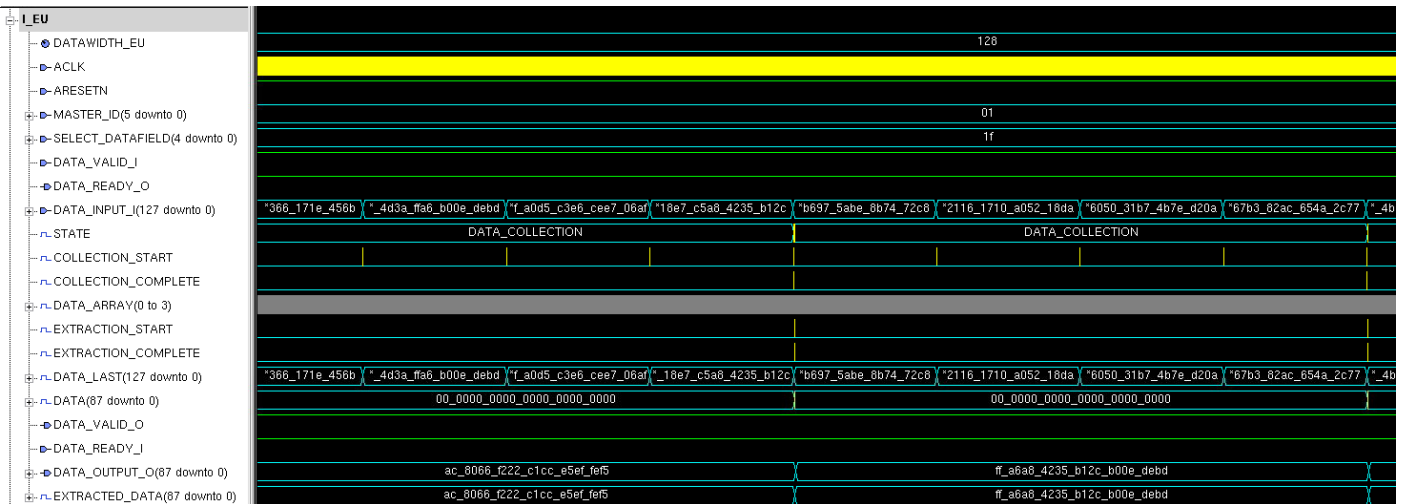 I_EU
DATAWIDTH_EU 128
ACLK
ARESETN
MASTER_ID(5 downto 0) 01
SELECT_DATAFIELD(4 downto 0) 1f
DATA_VALID_I
DATA_READY_O
DATA_INPUT_I(127 downto 0) *366_171e_456b *_4d3a_ffa6_b00e_debd *f_a0d5_c3e6_cee7_06af *18e7_c5a8_4235_b12c *b697_5abe_8b74_72c8 *2116_1710_a052_18da *6050_31b7_4b7e_d20a *67b3_82ac_654a_2c77 *_4b
STATE DATA_COLLECTION DATA_COLLECTION
COLLECTION_START
COLLECTION_COMPLETE
DATA_ARRAY(0 to 3)
EXTRACTION_START
EXTRACTION_COMPLETE
DATA_LAST(127 downto 0) *366_171e_456b *_4d3a_ffa6_b00e_debd *f_a0d5_c3e6_cee7_06af *_18e7_c5a8_4235_b12c *b697_5abe_8b74_72c8 *2116_1710_a052_18da *6050_31b7_4b7e_d20a *67b3_82ac_654a_2c77 *_4b
DATA(87 downto 0) 00_0000_0000_0000_0000_0000 00_0000_0000_0000_0000_0000
DATA_VALID_O
DATA_READY_I
DATA_OUTPUT_O(87 downto 0) ac_8066_f222_c1cc_e5ef_fef5 ff_a6a8_4235_b12c_b00e_debd
EXTRACTED_DATA(87 downto 0) ac_8066_f222_c1cc_e5ef_fef5 ff_a6a8_4235_b12c_b00e_debd